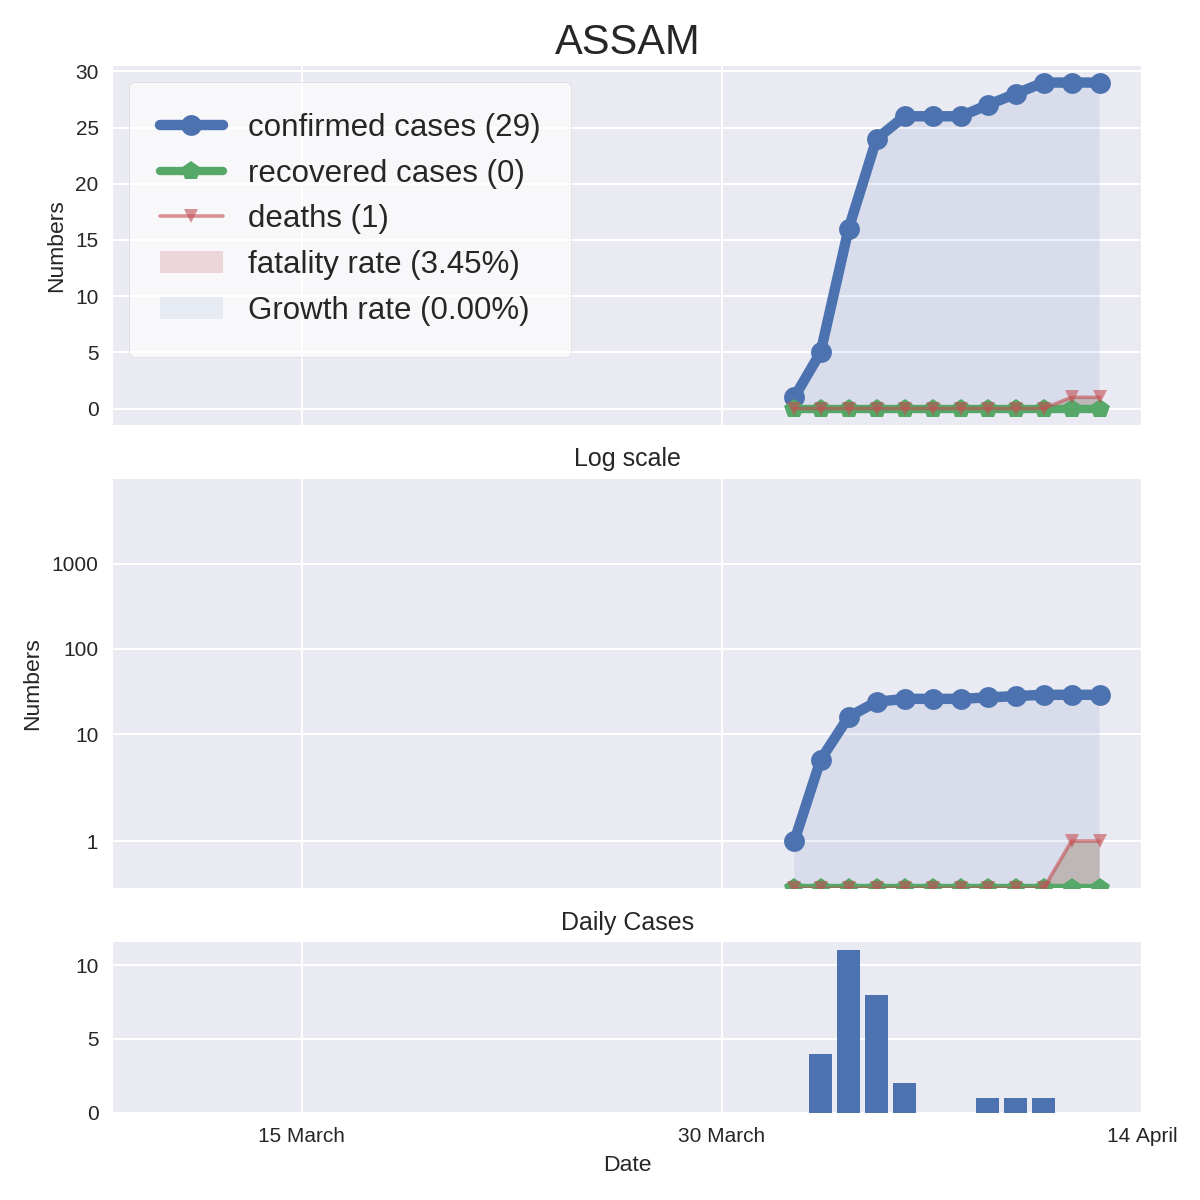 ASSAM
30
25
20
15
10
5
0
Numbers
confirmed cases (29)
recovered cases (0)
deaths (1)
fatality rate (3.45%)
Growth rate (0.00%)
Log scale
1000
100
10
1
Numbers
Daily Cases
10
5
0
15 March
30 March
14 April
Date